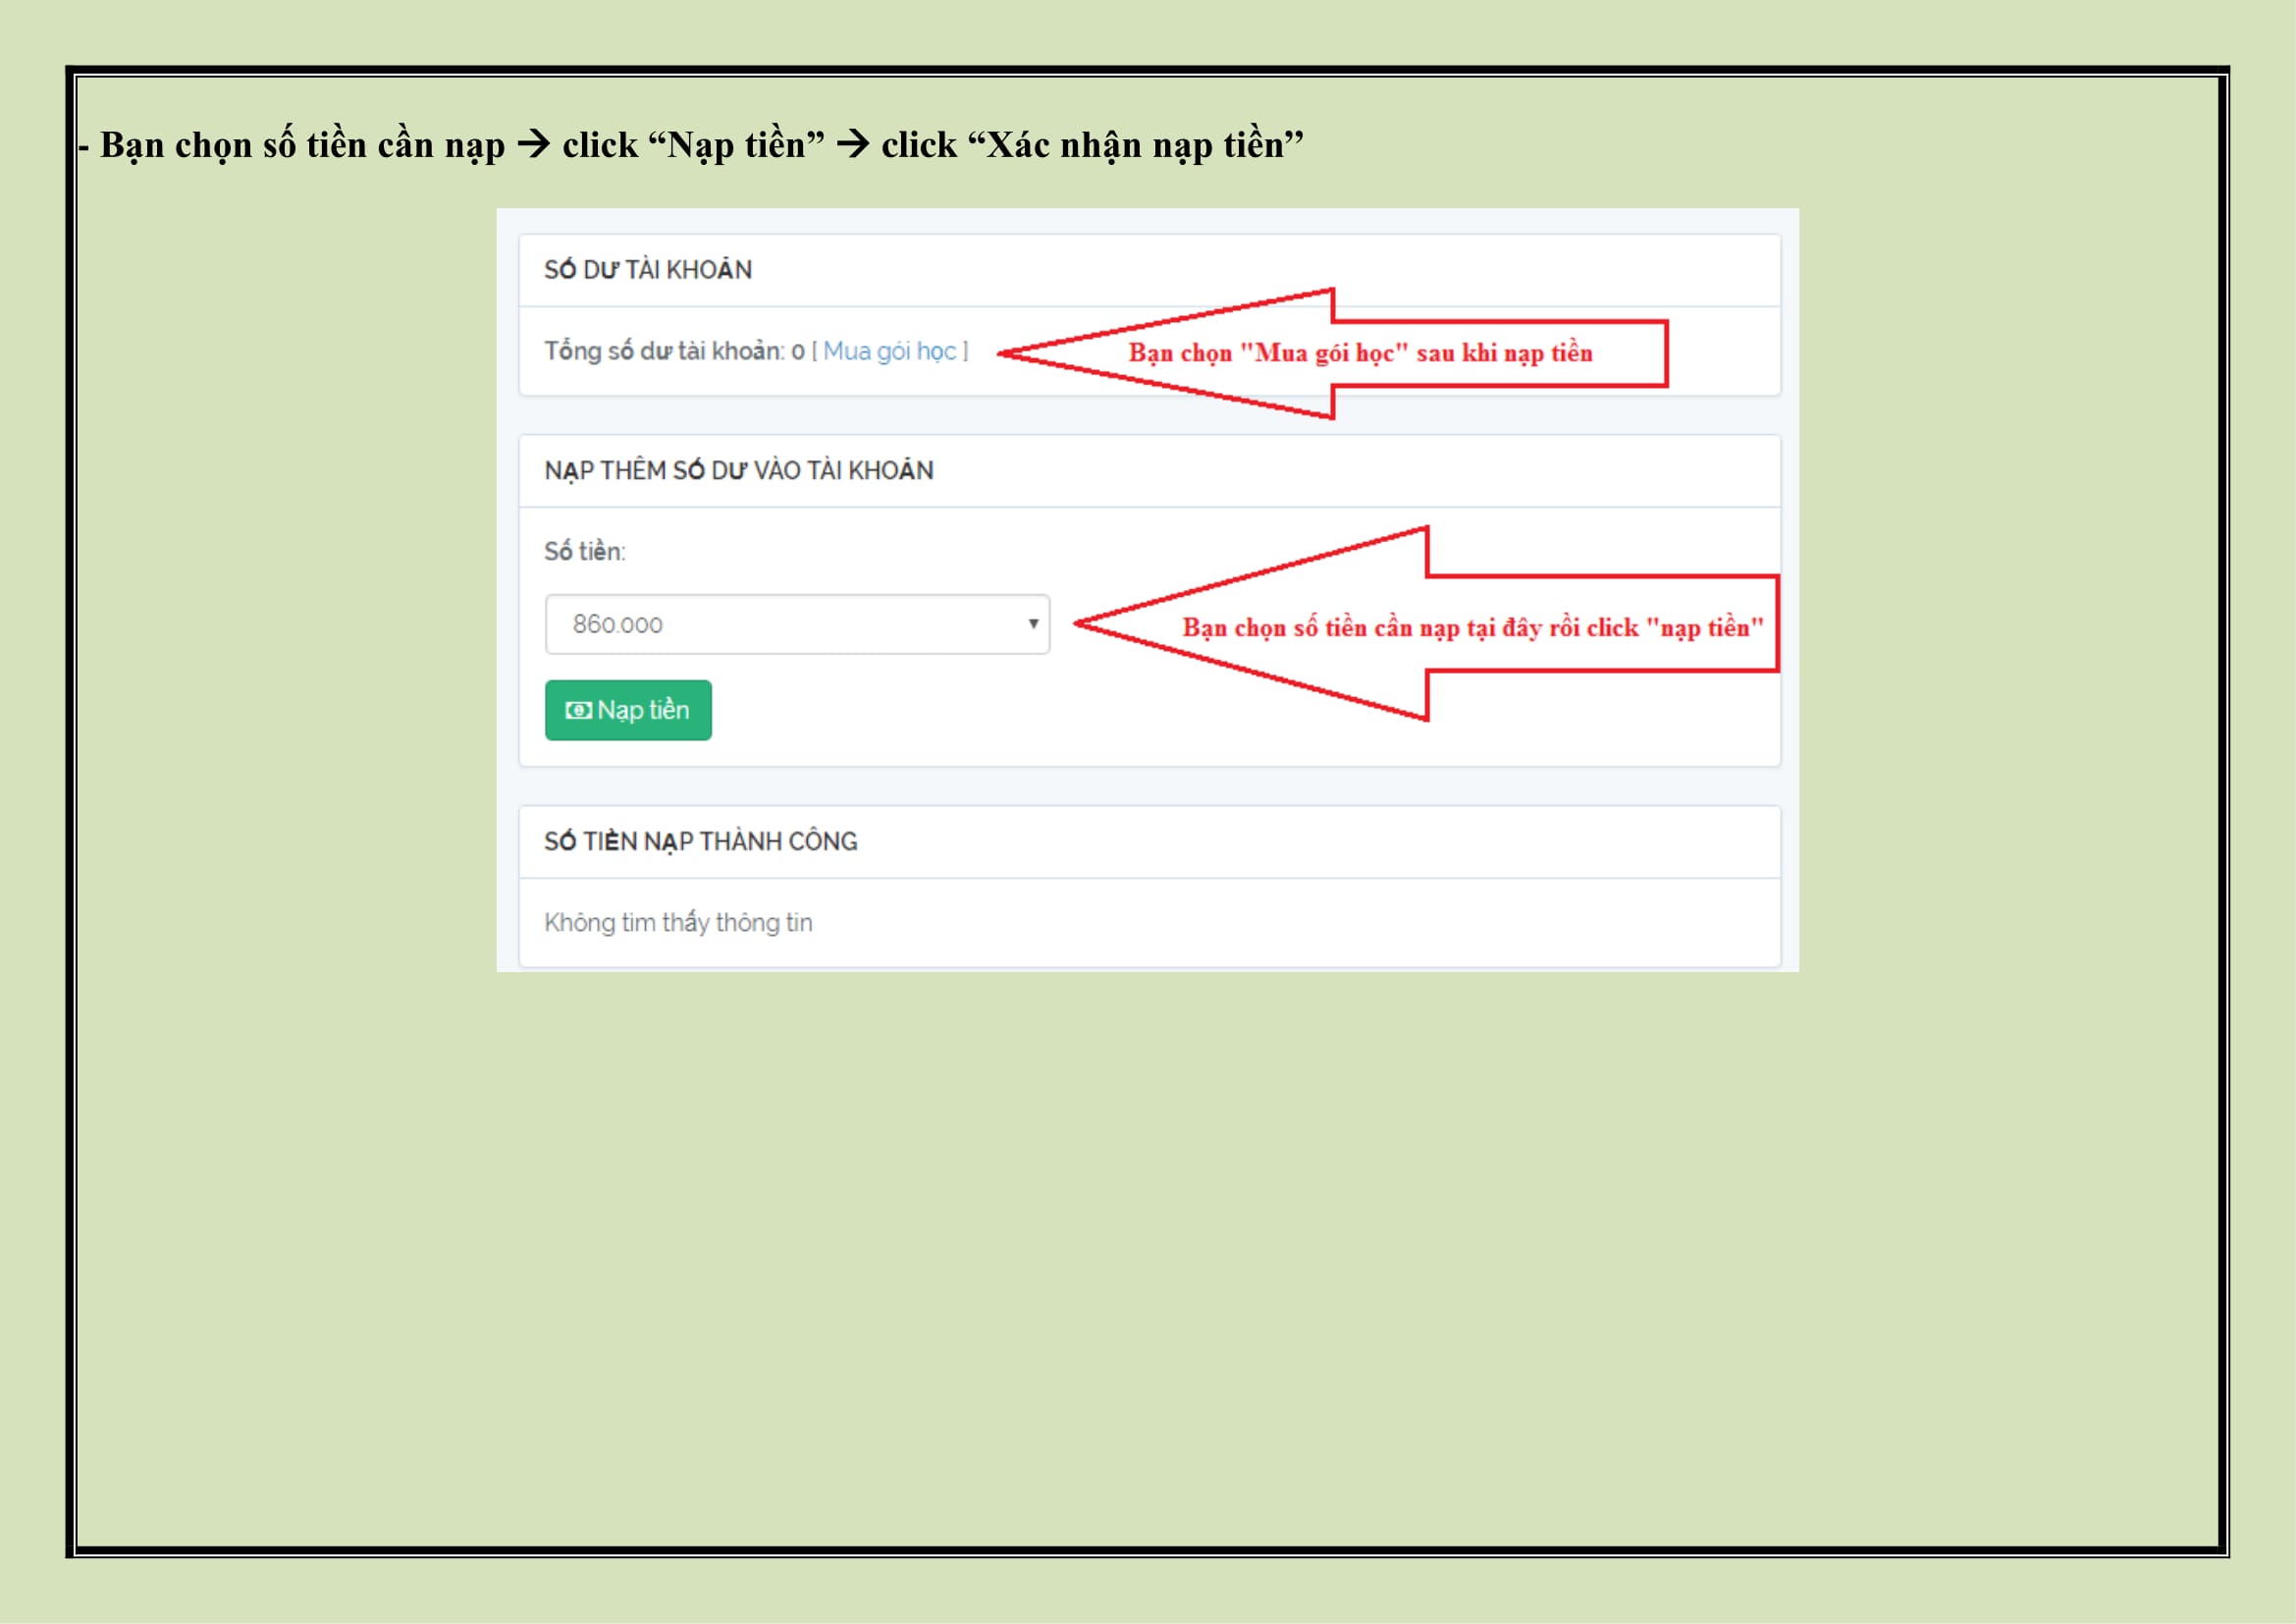 - Bạn chọn số tiền cần nạp → click “Nạp tiền” → click “Xác nhận nạp tiền”
SỐ DƯ TÀI KHOẢN
Tổng số dư tài khoản: 0 [ Mua gói học ]
Bạn chọn "Mua gói học" sau khi nạp tiền
NẠP THÊM SỐ DƯ VÀO TÀI KHOẢN
Số tiền:
860.000
Bạn chọn số tiền cần nạp tại đây rồi click "nạp tiền"
Nạp tiền
SỐ TIỀN NẠP THÀNH CÔNG
Không tìm thấy thông tin